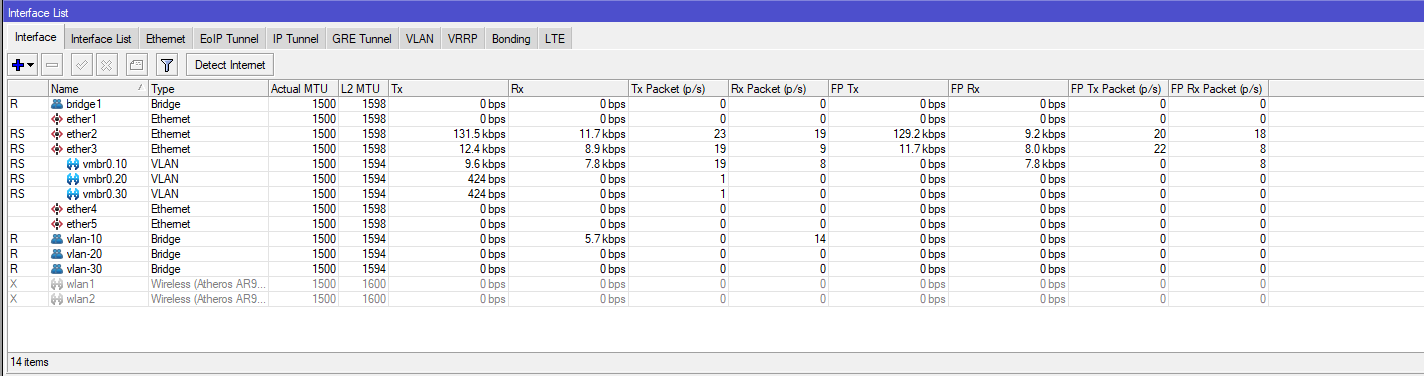 Interface List
Interface Interface List Ethernet EoIP Tunnel IP Tunnel GRE Tunnel VLAN VRRP Bonding LTE
Detect Internet
Name Type Actual MTU L2 MTU Tx Rx Tx Packet (p/s) Rx Packet (p/s) FP Tx FP Rx FP Tx Packet (p/s) FP Rx Packet (p/s)
R bridge1 Bridge 1500 1598 0 bps 0 bps 0 0 0 bps 0 bps 0 0
ether1 Ethernet 1500 1598 0 bps 0 bps 0 0 0 bps 0 bps 0 0
RS ether2 Ethernet 1500 1598 131.5 kbps 11.7 kbps 23 19 129.2 kbps 9.2 kbps 20 18
RS ether3 Ethernet 1500 1598 12.4 kbps 8.9 kbps 19 9 11.7 kbps 8.0 kbps 22 8
RS vmbr0.10 VLAN 1500 1594 9.6 kbps 7.8 kbps 19 8 0 bps 7.8 kbps 0 8
RS vmbr0.20 VLAN 1500 1594 424 bps 0 bps 1 0 0 bps 0 bps 0 0
RS vmbr0.30 VLAN 1500 1594 424 bps 0 bps 1 0 0 bps 0 bps 0 0
ether4 Ethernet 1500 1598 0 bps 0 bps 0 0 0 bps 0 bps 0 0
ether5 Ethernet 1500 1598 0 bps 0 bps 0 0 0 bps 0 bps 0 0
R vlan-10 Bridge 1500 1594 0 bps 5.7 kbps 0 14 0 bps 0 bps 0 0
R vlan-20 Bridge 1500 1594 0 bps 0 bps 0 0 0 bps 0 bps 0 0
R vlan-30 Bridge 1500 1594 0 bps 0 bps 0 0 0 bps 0 bps 0 0
X wlan1 Wireless (Atheros AR9... 1500 1600 0 bps 0 bps 0 0 0 bps 0 bps 0 0
X wlan2 Wireless (Atheros AR9... 1500 1600 0 bps 0 bps 0 0 0 bps 0 bps 0 0
14 items